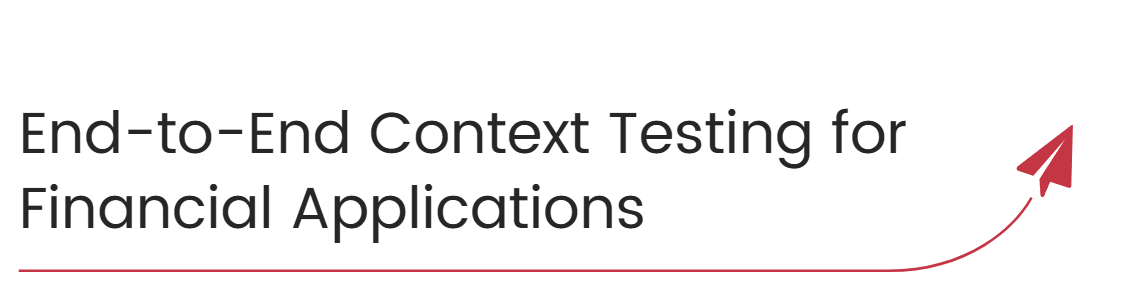 End-to-End Context Testing for
Financial Applications